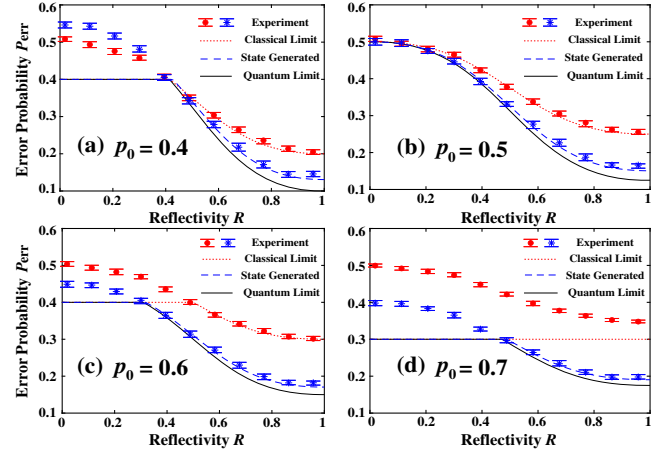 0.6
0.5
0.4
0.3
0.2
0.1
Error Probability Perr
Experiment
Classical Limit
State Generated
Quantum Limit
(a) p0 = 0.4
0 0.2 0.4 0.6 0.8 1
Reflectivity R
0.6
0.5
0.4
0.3
0.2
0.1
Experiment
Classical Limit
State Generated
Quantum Limit
(b) p0 = 0.5
0 0.2 0.4 0.6 0.8 1
Reflectivity R
0.6
0.5
0.4
0.3
0.2
0.1
Error Probability Perr
Experiment
Classical Limit
State Generated
Quantum Limit
(c) p0 = 0.6
0 0.2 0.4 0.6 0.8 1
Reflectivity R
0.6
0.5
0.4
0.3
0.2
0.1
Experiment
Classical Limit
State Generated
Quantum Limit
(d) p0 = 0.7
0 0.2 0.4 0.6 0.8 1
Reflectivity R